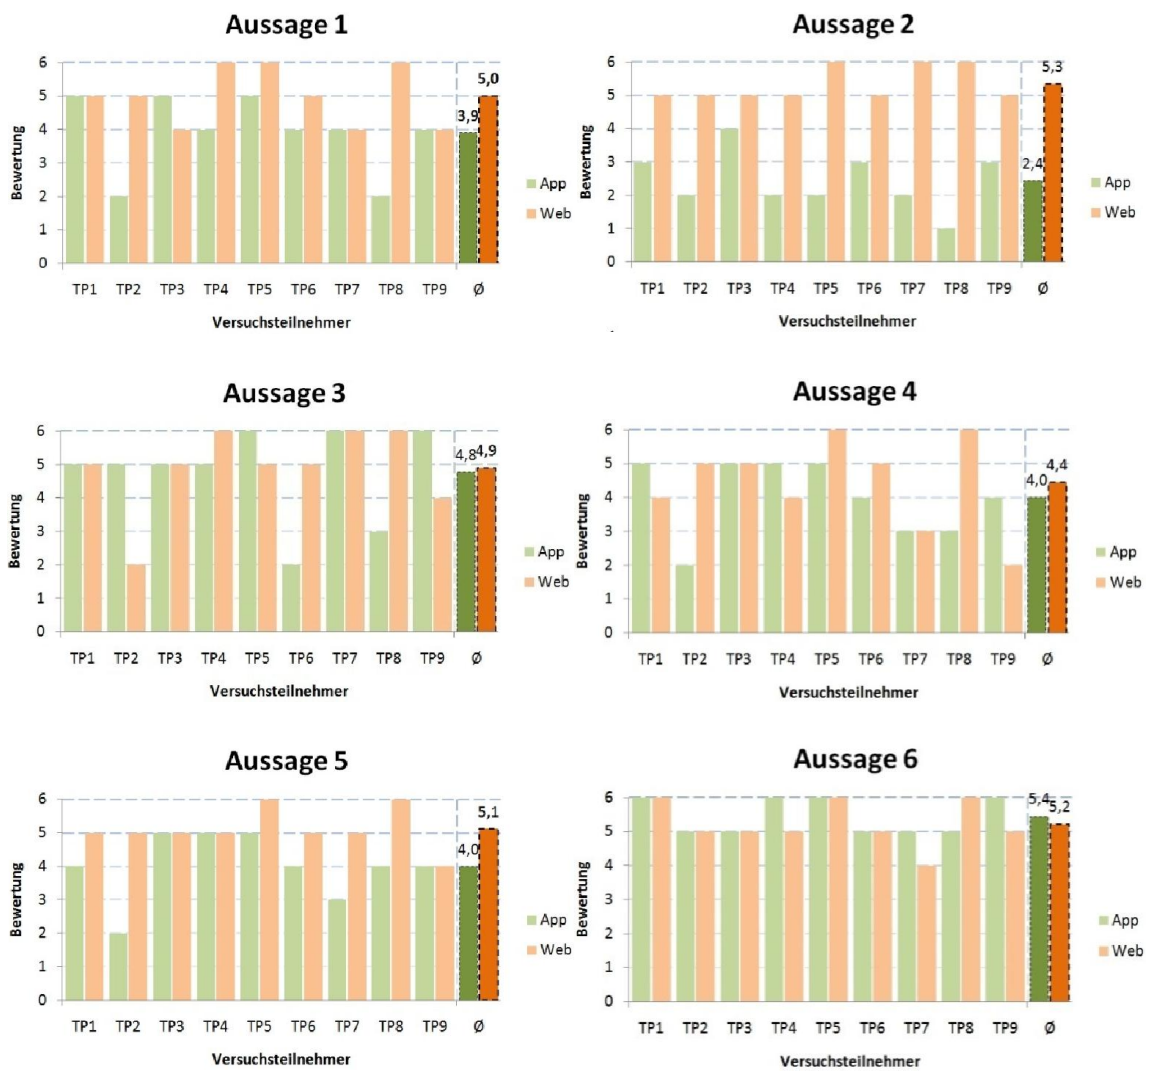 Aussage 1
Bewertung
6
5
4
3
2
1
0
3,9
5,0
App
Web
TP1 TP2 TP3 TP4 TP5 TP6 TP7 TP8 TP9 Ø
Versuchsteilnehmer
Aussage 2
Bewertung
6
5
4
3
2
1
0
2,4
5,3
App
Web
TP1 TP2 TP3 TP4 TP5 TP6 TP7 TP8 TP9 Ø
Versuchsteilnehmer
Aussage 3
Bewertung
6
5
4
3
2
1
0
4,8 4,9
App
Web
TP1 TP2 TP3 TP4 TP5 TP6 TP7 TP8 TP9 Ø
Versuchsteilnehmer
Aussage 4
Bewertung
6
5
4
3
2
1
0
4,0
4,4
App
Web
TP1 TP2 TP3 TP4 TP5 TP6 TP7 TP8 TP9 Ø
Versuchsteilnehmer
Aussage 5
Bewertung
6
5
4
3
2
1
0
4,0
5,1
App
Web
TP1 TP2 TP3 TP4 TP5 TP6 TP7 TP8 TP9 Ø
Versuchsteilnehmer
Aussage 6
Bewertung
6
5
4
3
2
1
0
5,4
5,2
App
Web
TP1 TP2 TP3 TP4 TP5 TP6 TP7 TP8 TP9 Ø
Versuchsteilnehmer